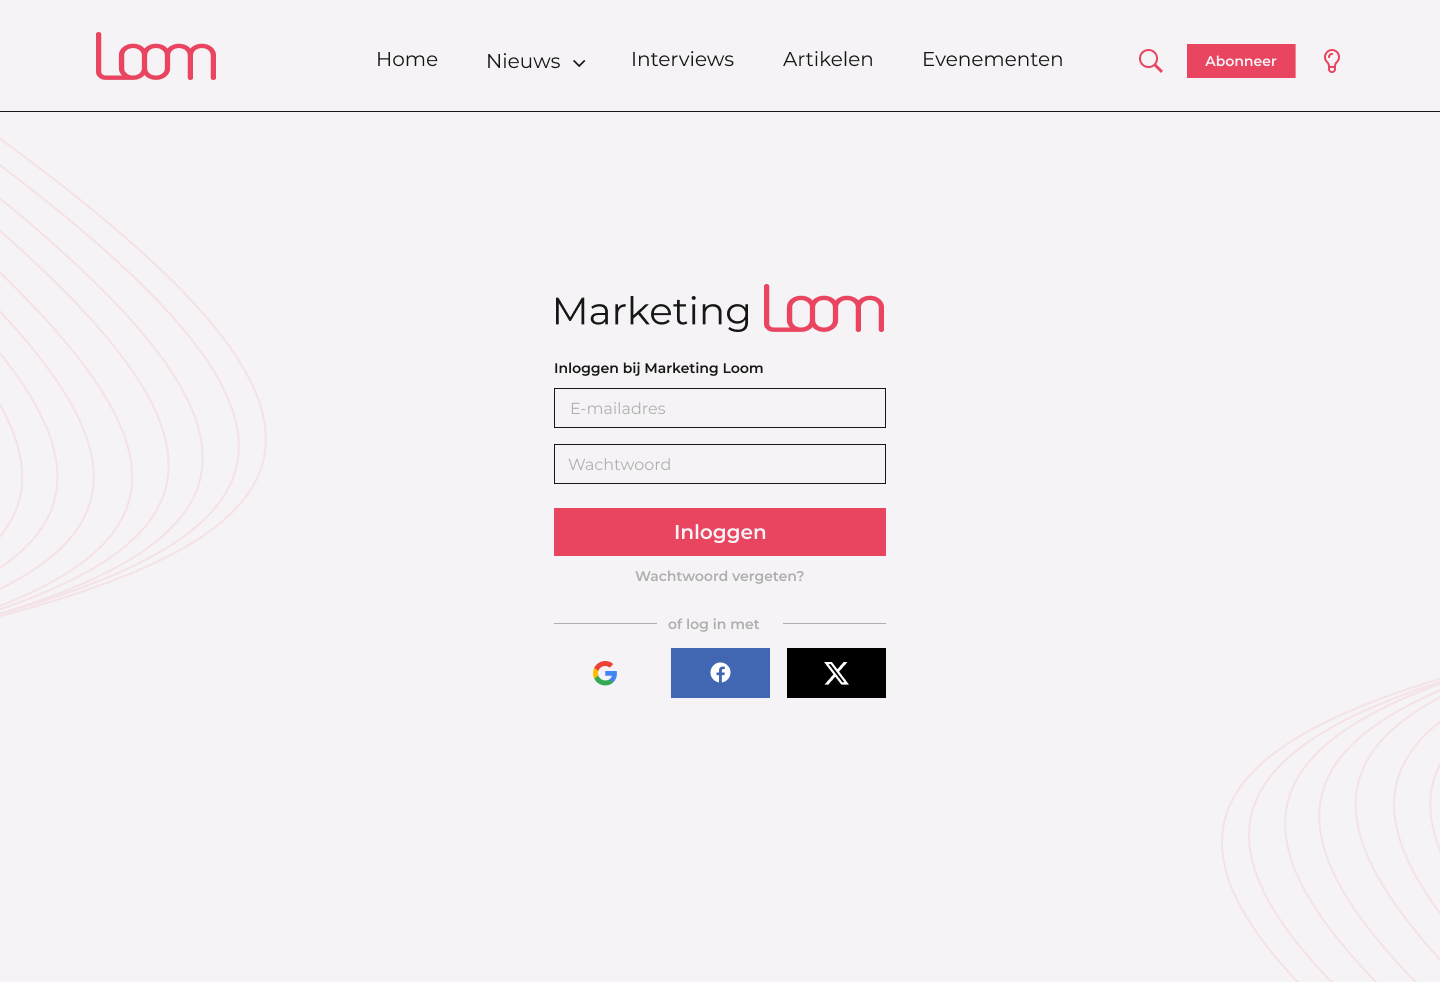 Loom
Home
Nieuws
Interviews
Artikelen
Evenementen
Abonneer
Marketing Loom
Inloggen bij Marketing Loom
E-mailadres
Wachtwoord
Inloggen
Wachtwoord vergeten?
of log in met